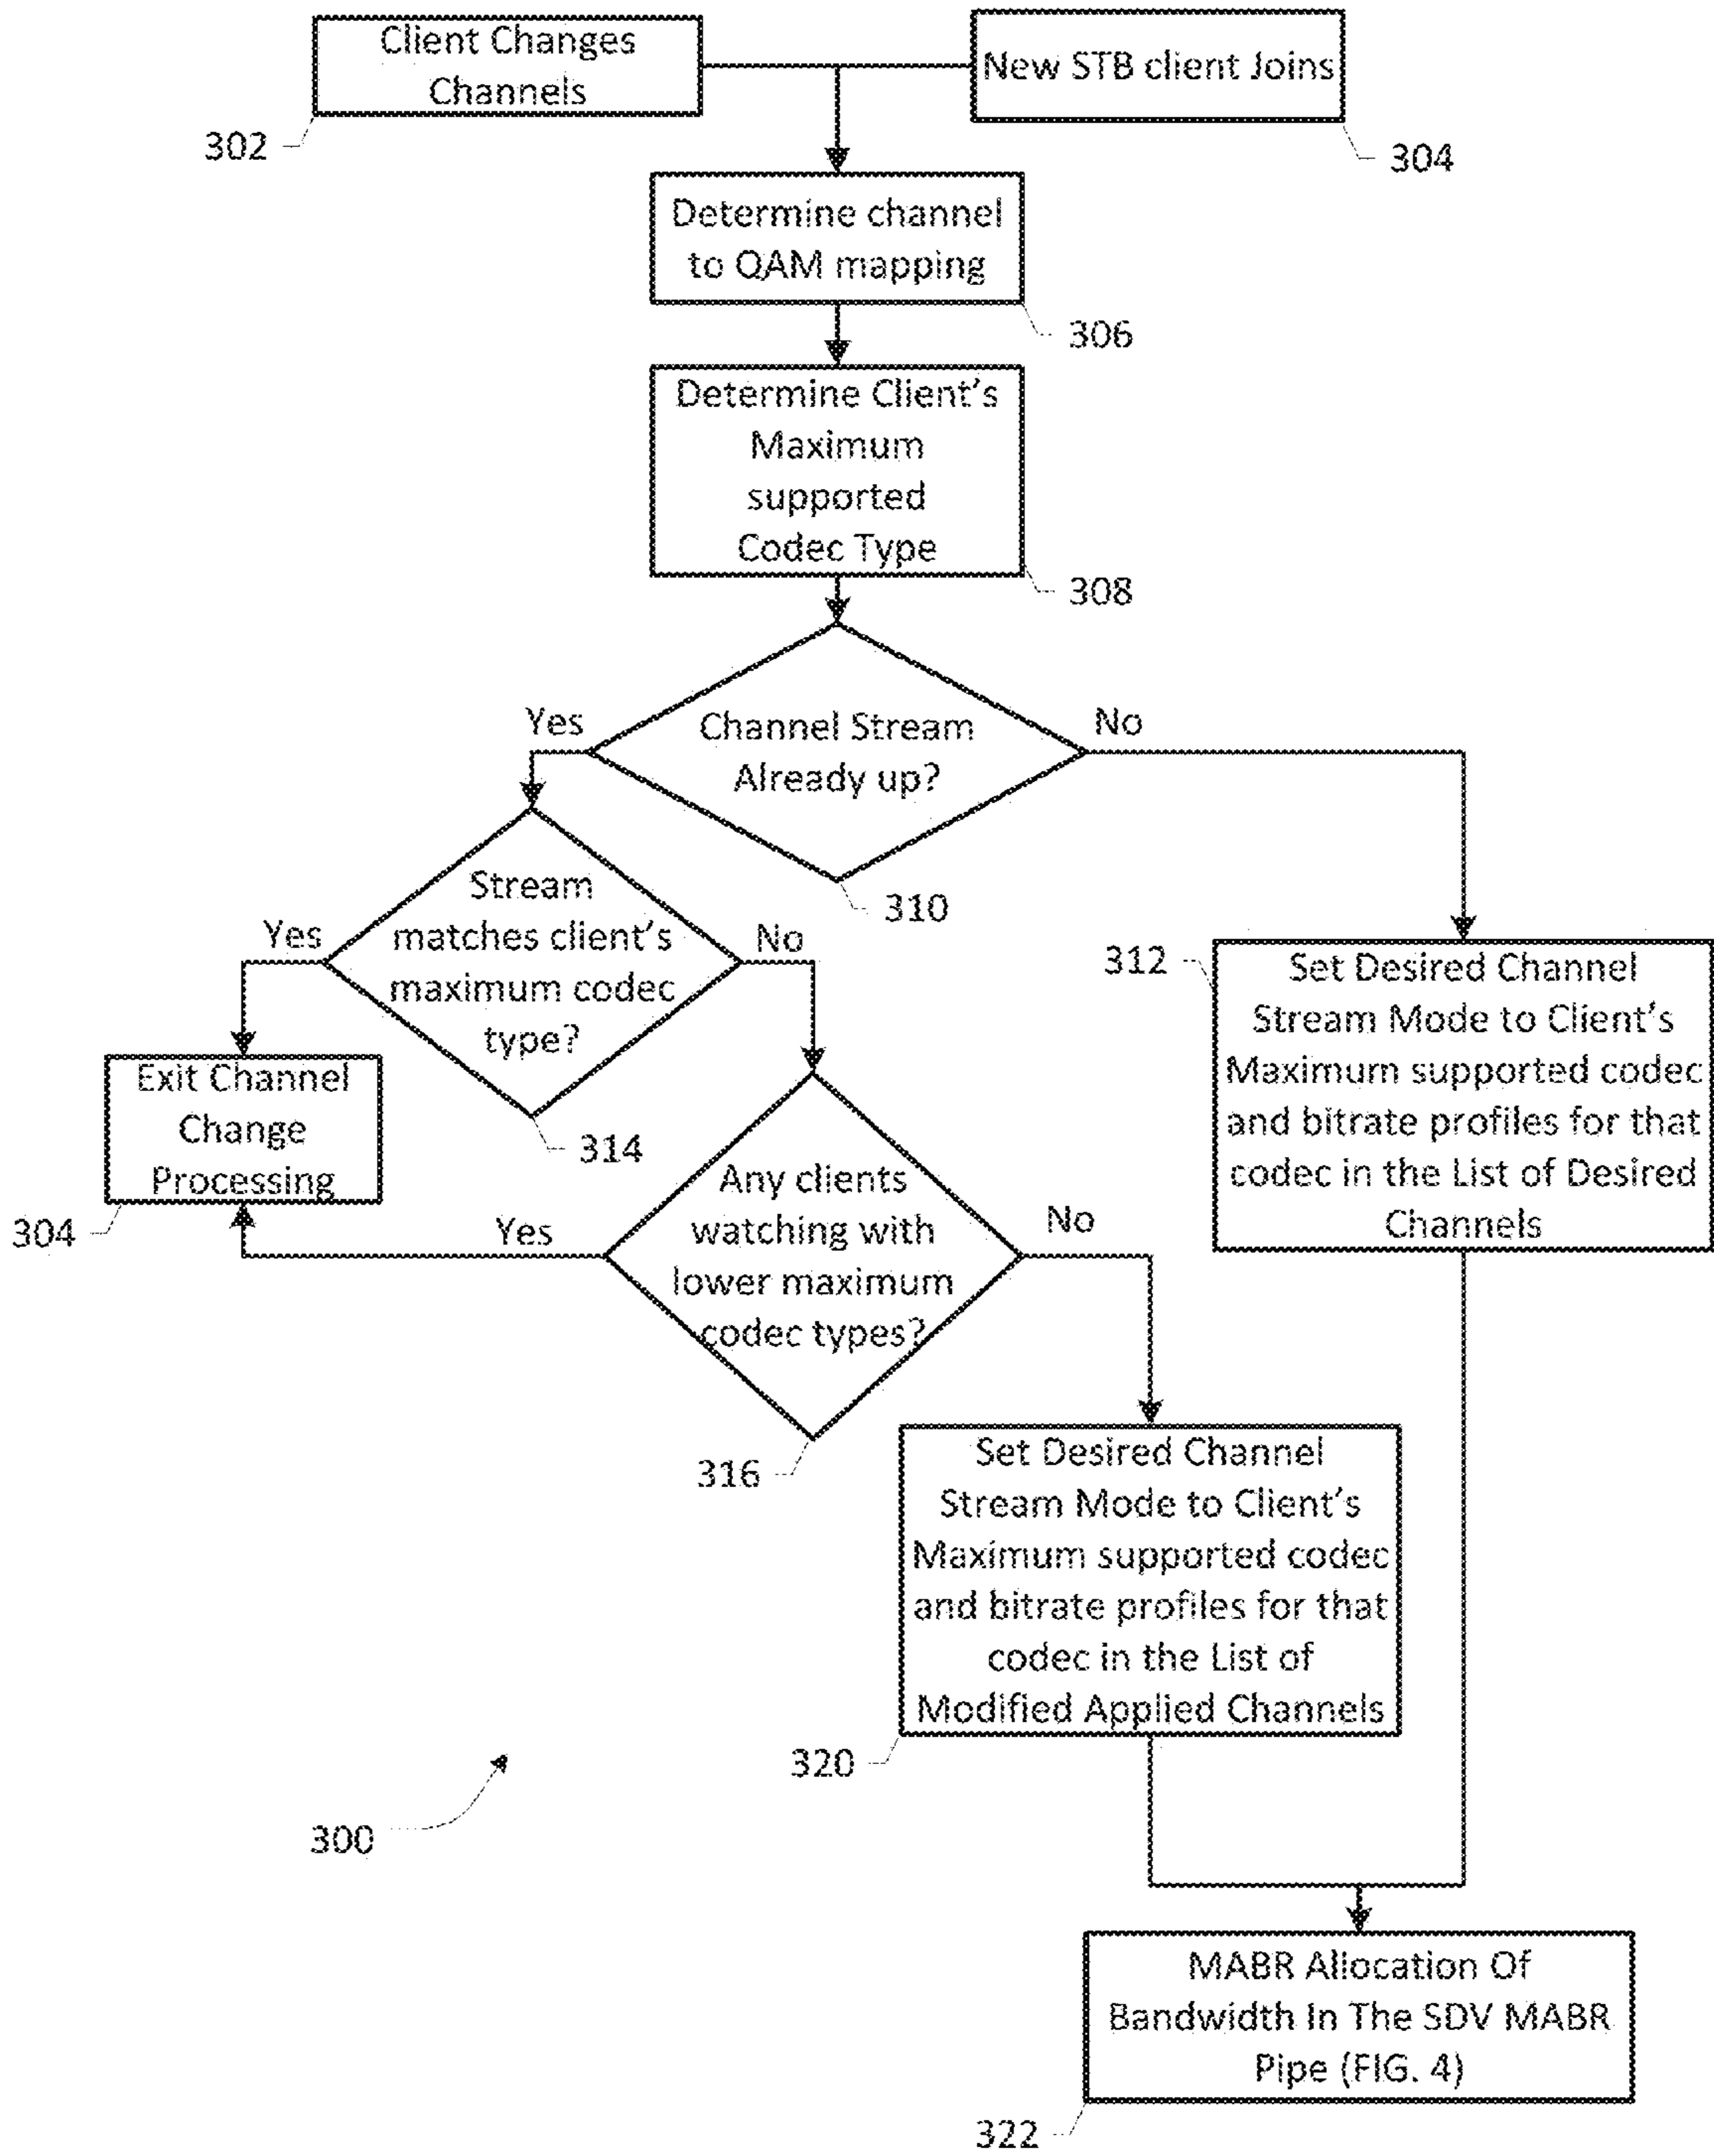 Client Changes
Channels
New STB client Joins
302
304
Determine channel
to QAM mapping
306
Determine Client's
Maximum
supported
Codec Type
308
Yes
No
Channel Stream
Already up?
310
Stream
matches client's
maximum codec
type?
Yes
No
314
312
Set Desired Channel
Stream Mode to Client's
Maximum supported codec
and bitrate profiles for that
codec in the List of Desired
Channels
Exit Channel
Change
Processing
304
Any clients
watching with
lower maximum
codec types?
Yes
No
316
Set Desired Channel
Stream Mode to Client's
Maximum supported codec
and bitrate profiles for that
codec in the List of
Modified Applied Channels
320
300
MABR Allocation Of
Bandwidth In The SDV MABR
Pipe (FIG. 4)
322